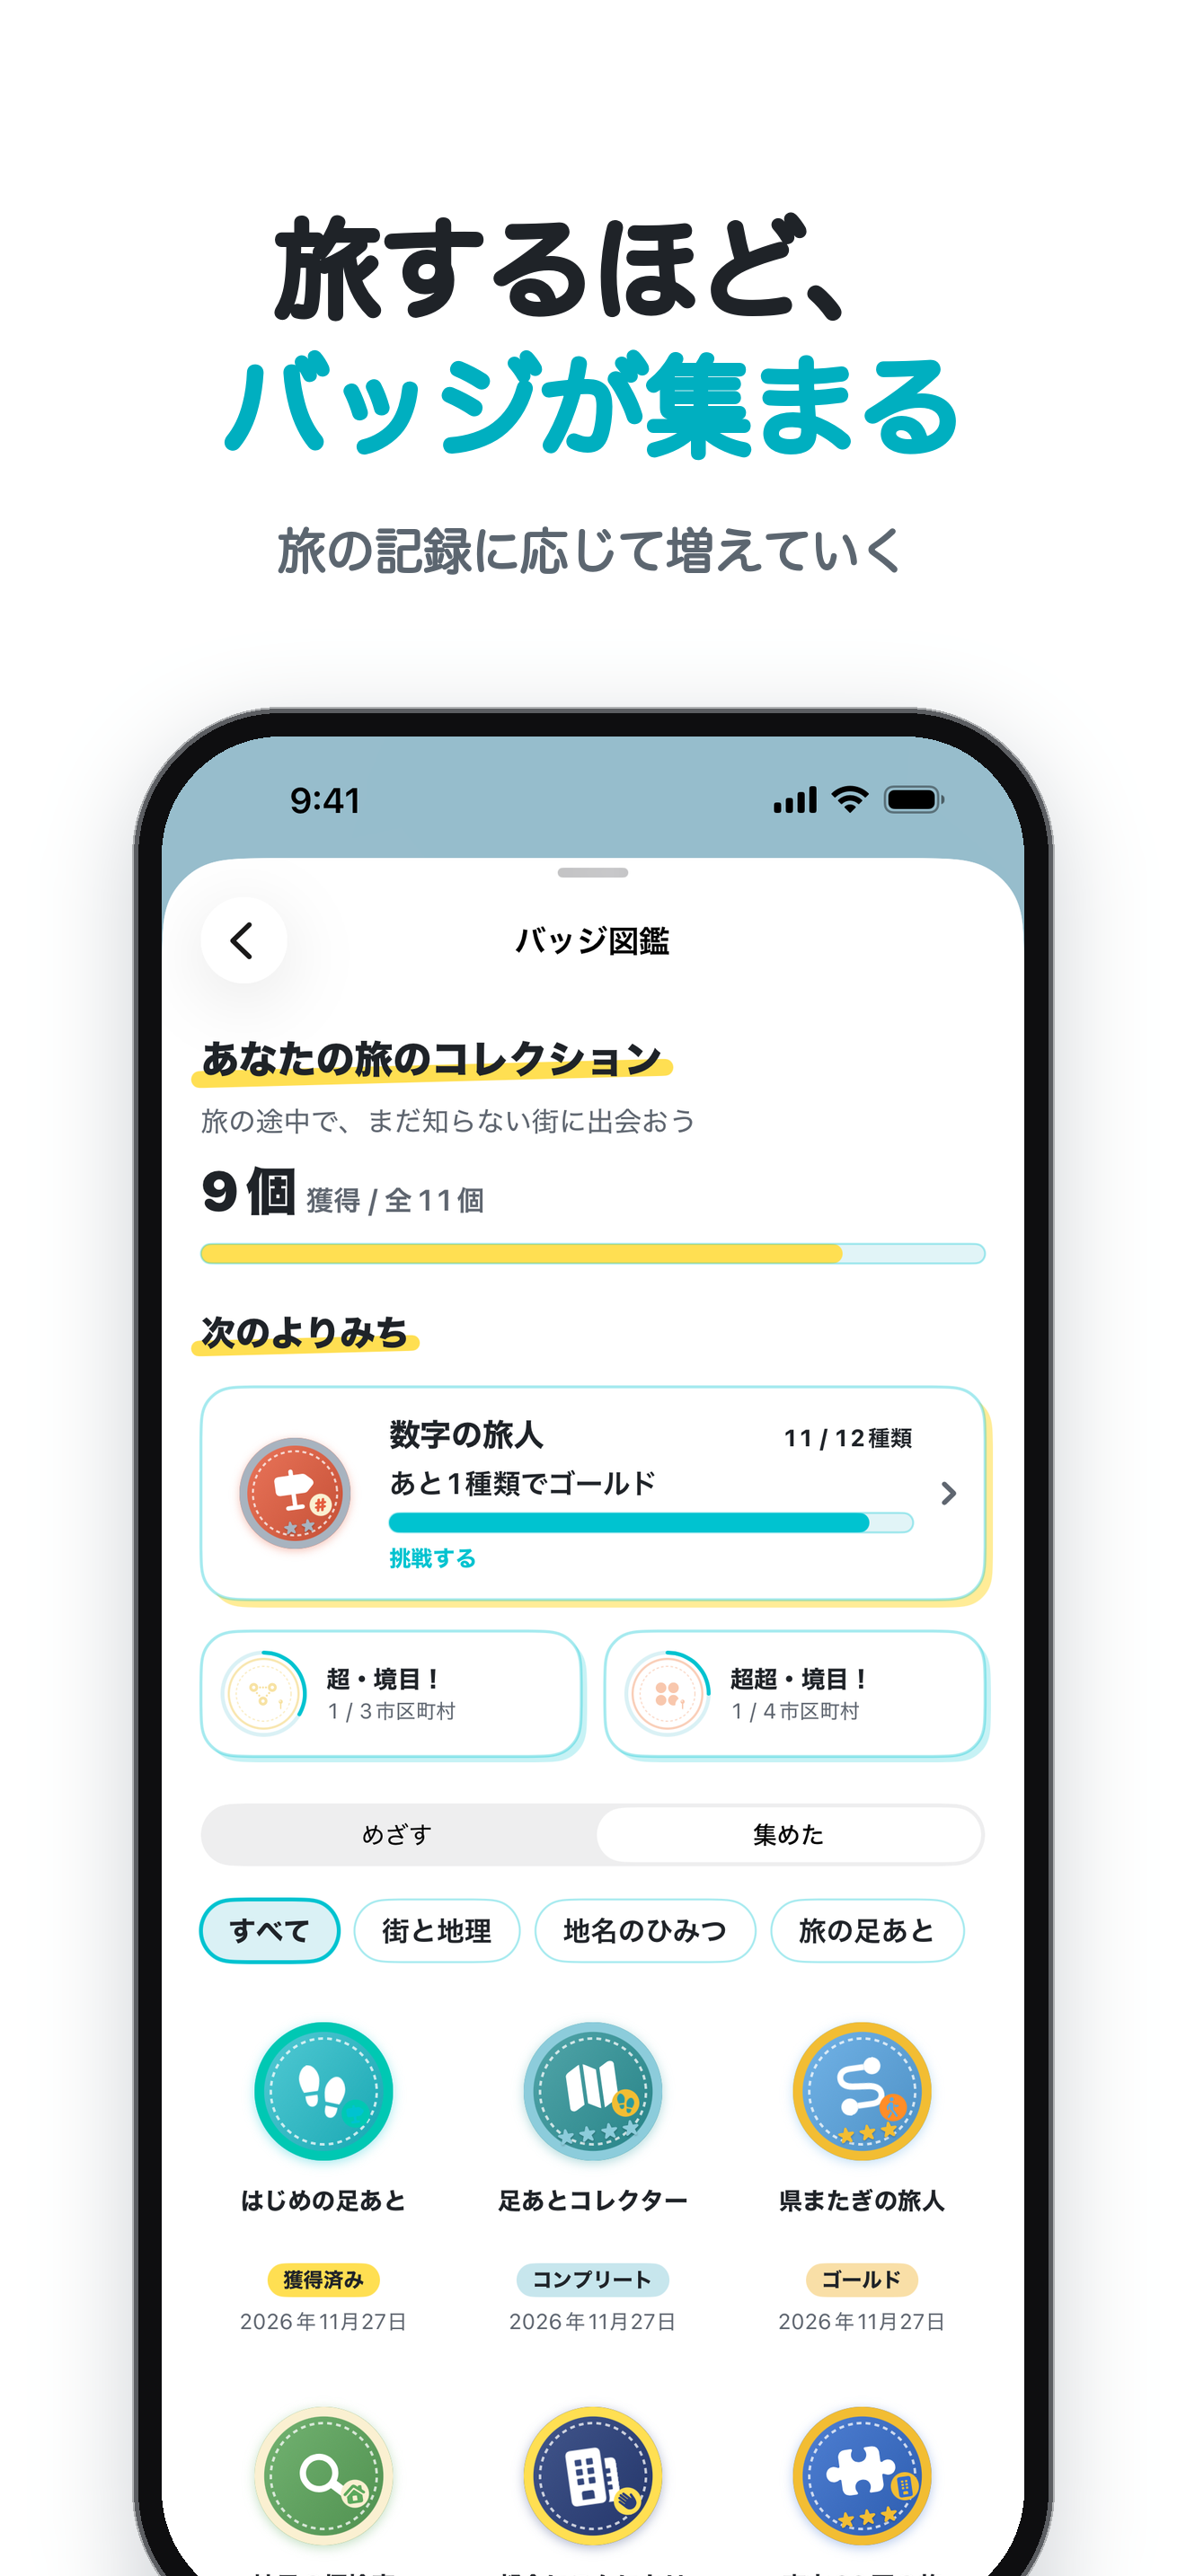 旅するほど、
バッジが集まる
旅の記録に応じて増えていく
9:41
バッジ図鑑
あなたの旅のコレクション
旅の途中で、まだ知らない街に出会おう
9個 獲得 / 全11個
次のよりみち
数字の旅人 11 / 12種類
あと1種類でゴールド
挑戦する
超・境目！ 超超・境目！
1 / 3市区町村 1 / 4市区町村
めざす 集めた
すべて 街と地理 地名のひみつ 旅の足あと
はじめの足あと 足あとコレクター 県またぎの旅人
獲得済み コンプリート ゴールド
2026年11月27日 2026年11月27日 2026年11月27日